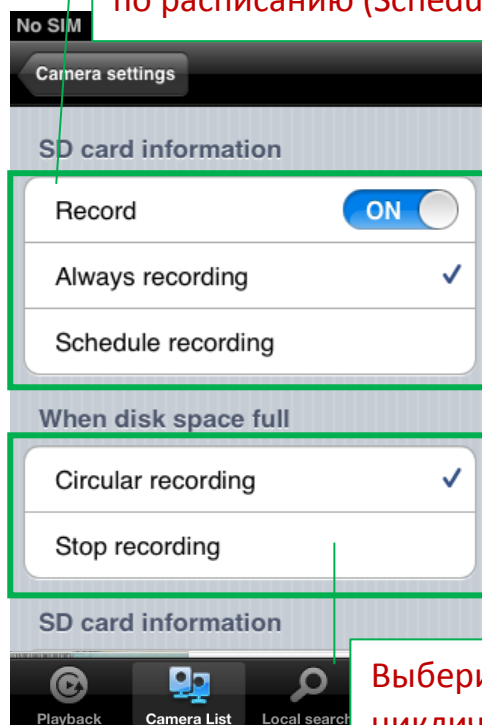 по расписанию (Schedu
No SIM
Camera settings
SD card information
Record ON
Always recording ✓
Schedule recording
When disk space full
Circular recording ✓
Stop recording
SD card information
Playback Camera List Local search
Выбери